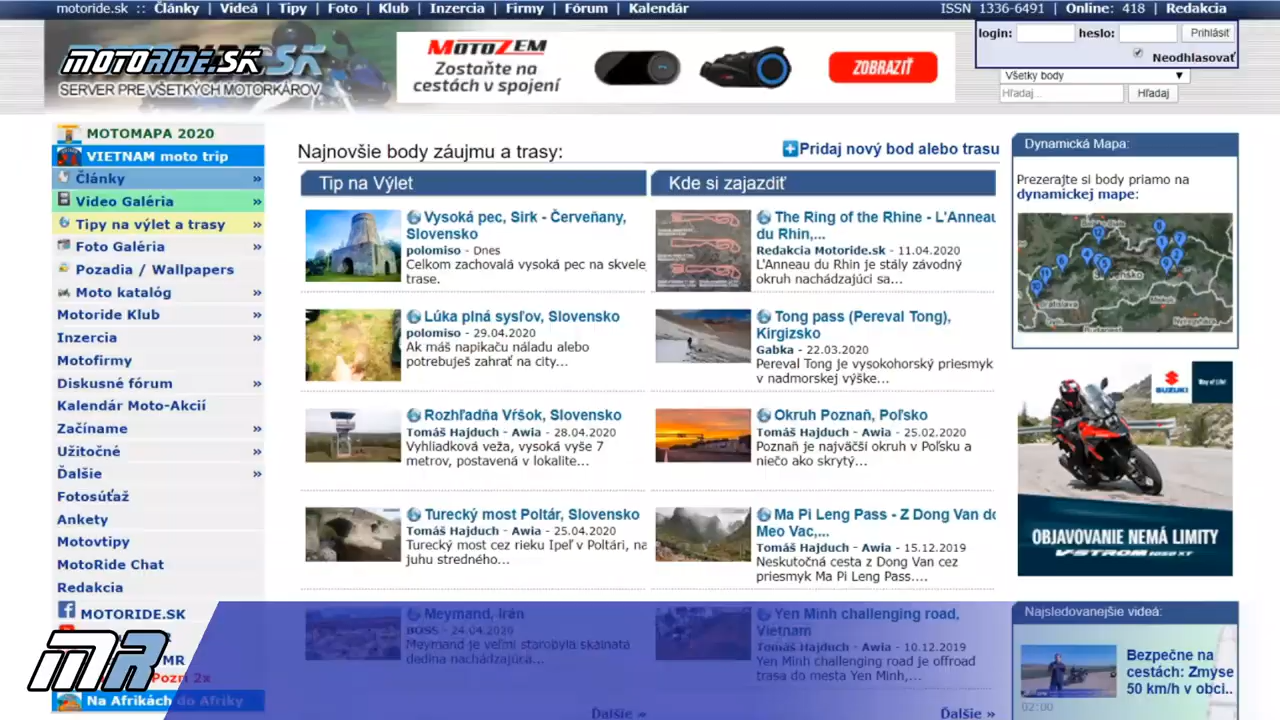 motoride.sk :: Články | Videá | Tipy | Foto | Klub | Inzercia | Firmy | Fórum | Kalendár
ISSN 1336-6491 | Online: 418 | Redakcia
MOTORIDE.SK
SERVER PRE VŠETKÝCH MOTORKÁROV
MOTOZEM
Zostaňte na
cestách v spojení
ZOBRAZIŤ
login: heslo: Prihlásiť
Neodhlasovať
Všetky body
Hľadaj... Hľadaj
MOTOMAPA 2020
VIETNAM moto trip
Články »
Video Galéria »
Tipy na výlet a trasy »
Foto Galéria »
Pozadia / Wallpapers
Moto katalóg »
Motoride Klub »
Inzercia »
Motofirmy
Diskusné fórum »
Kalendár Moto-Akcií
Začíname »
Užitočné »
Ďalšie »
Fotosúťaž
Ankety
Motovtipy
MotoRide Chat
Redakcia
MOTORIDE.SK
MR
Pozri 2x
Na Afrikách do Afriky
MR
Najnovšie body záujmu a trasy:
Pridaj nový bod alebo trasu
Tip na Výlet
Vysoká pec, Sirk - Červeňany,
Slovensko
polomiso - Dnes
Celkom zachovalá vysoká pec na skvelej
trase.
Lúka plná sysľov, Slovensko
polomiso - 29.04.2020
Ak máš napikaču náladu alebo
potrebuješ zahrať na city...
Rozhľadňa Vŕšok, Slovensko
Tomáš Hajduch - Awia - 28.04.2020
Vyhliadková veža, vysoká vyše 7
metrov, postavená v lokalite...
Turecký most Poltár, Slovensko
Tomáš Hajduch - Awia - 25.04.2020
Turecký most cez rieku Ipeľ v Poltári, na
juhu stredného...
Meymand, Irán
BOSS - 24.04.2020
Meymand je veľmi starobylá skalnatá
dedina nachádzajúca...
Ďalšie »
Kde si zajazdiť
The Ring of the Rhine - L'Anneau
du Rhin,...
Redakcia Motoride.sk - 11.04.2020
L'Anneau du Rhin je stály závodný
okruh nachádzajúci sa...
Tong pass (Pereval Tong),
Kirgizsko
Gabka - 22.03.2020
Pereval Tong je vysokohorský priesmyk
v nadmorskej výške...
Okruh Poznaň, Poľsko
Tomáš Hajduch - Awia - 25.02.2020
Poznaň je najväčší okruh v Poľsku a
niečo ako skrytý...
Ma Pi Leng Pass - Z Dong Van do
Meo Vac,...
Tomáš Hajduch - Awia - 15.12.2019
Neskutočná cesta z Dong Van cez
priesmyk Ma Pi Leng Pass....
Yen Minh challenging road,
Vietnam
Tomáš Hajduch - Awia - 10.12.2019
Yen Minh challenging road je offroad
trasa do mesta Yen Minh,...
Ďalšie »
Dynamická Mapa:
Prezerajte si body priamo na
dynamickej mape:
SUZUKI
Way of Life!
OBJAVOVANIE NEMÁ LIMITY
V-STROM 1050 XT
Najsledovanejšie videá:
Bezpečne na
cestách: Zmyse
50 km/h v obci..
02:00